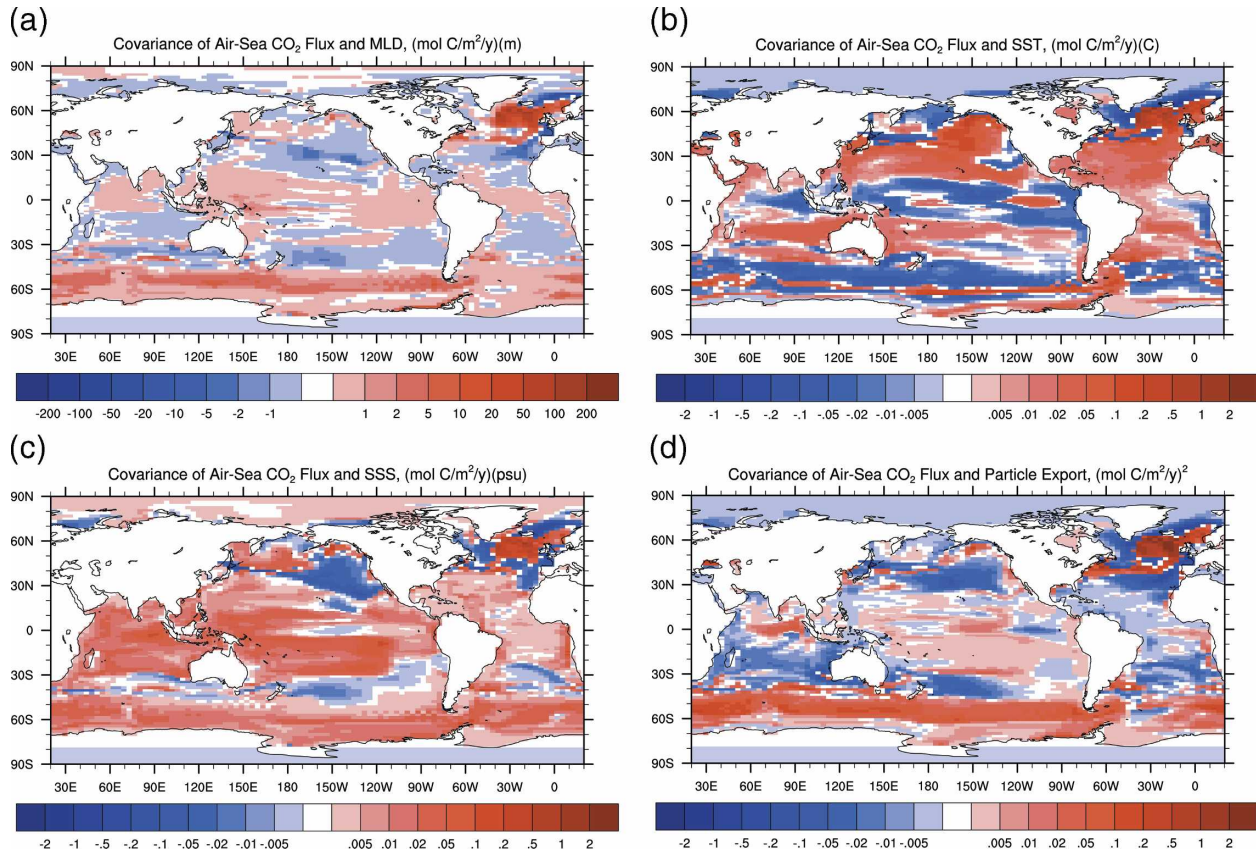 (a)
Covariance of Air-Sea CO₂ Flux and MLD, (mol C/m²/y)(m)
90N
60N
30N
0
30S
60S
90S
30E 60E 90E 120E 150E 180 150W 120W 90W 60W 30W 0
-200 -100 -50 -20 -10 -5 -2 -1 1 2 5 10 20 50 100 200
(b)
Covariance of Air-Sea CO₂ Flux and SST, (mol C/m²/y)(C)
90N
60N
30N
0
30S
60S
90S
30E 60E 90E 120E 150E 180 150W 120W 90W 60W 30W 0
-2 -1 -.5 -.2 -.1 -.05 -.02 -.01 -.005 .005 .01 .02 .05 .1 .2 .5 1 2
(c)
Covariance of Air-Sea CO₂ Flux and SSS, (mol C/m²/y)(psu)
90N
60N
30N
0
30S
60S
90S
30E 60E 90E 120E 150E 180 150W 120W 90W 60W 30W 0
-2 -1 -.5 -.2 -.1 -.05 -.02 -.01 -.005 .005 .01 .02 .05 .1 .2 .5 1 2
(d)
Covariance of Air-Sea CO₂ Flux and Particle Export, (mol C/m²/y)²
90N
60N
30N
0
30S
60S
90S
30E 60E 90E 120E 150E 180 150W 120W 90W 60W 30W 0
-2 -1 -.5 -.2 -.1 -.05 -.02 -.01 -.005 .005 .01 .02 .05 .1 .2 .5 1 2